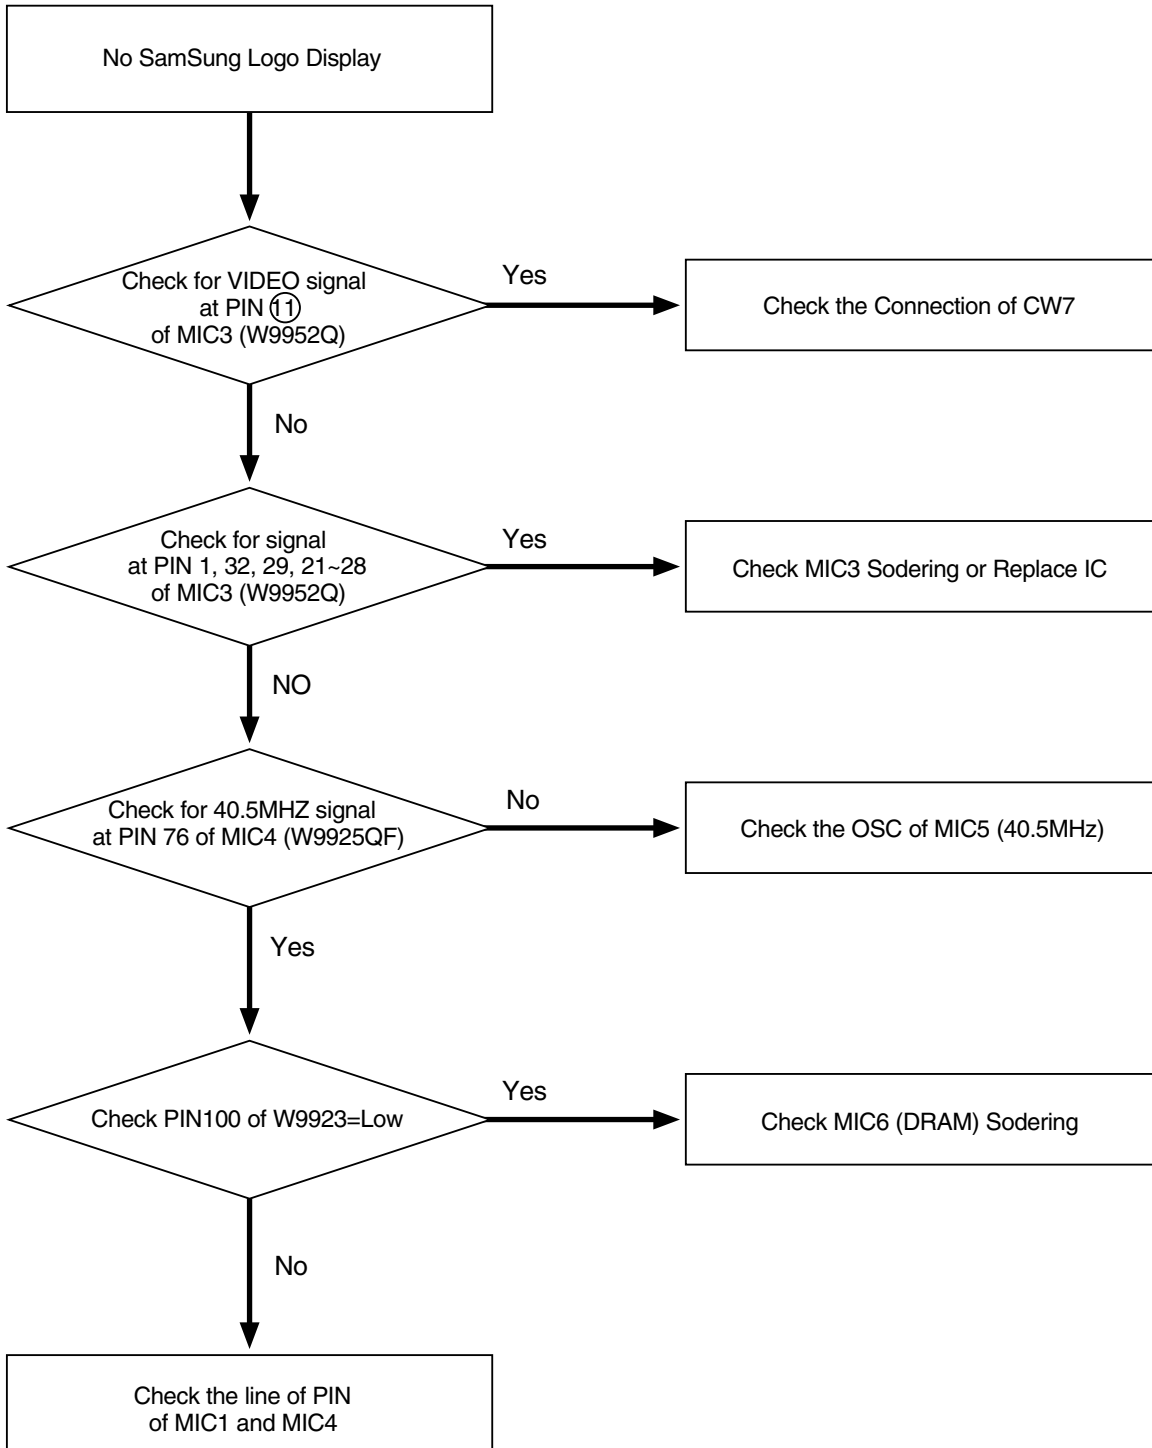 No SamSung Logo Display
Check for VIDEO signal
at PIN ⑪
of MIC3 (W9952Q)
Yes
Check the Connection of CW7
No
Check for signal
at PIN 1, 32, 29, 21~28
of MIC3 (W9952Q)
Yes
Check MIC3 Sodering or Replace IC
NO
Check for 40.5MHZ signal
at PIN 76 of MIC4 (W9925QF)
No
Check the OSC of MIC5 (40.5MHz)
Yes
Check PIN100 of W9923=Low
Yes
Check MIC6 (DRAM) Sodering
No
Check the line of PIN
of MIC1 and MIC4